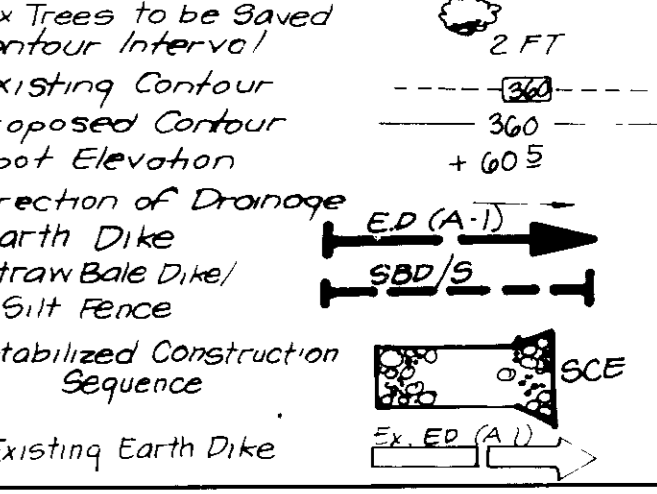 x Trees to be Saved
ontour Interval 2 FT
xisting Contour 360
roposed Contour 360
pot Elevation + 60 5
rection of Drainage
arth Dike E.D (A-1)
traw Bale Dike/ SBD/S
Silt Fence
tabilized Construction
Sequence SCE
Existing Earth Dike Ex. ED (A 1)